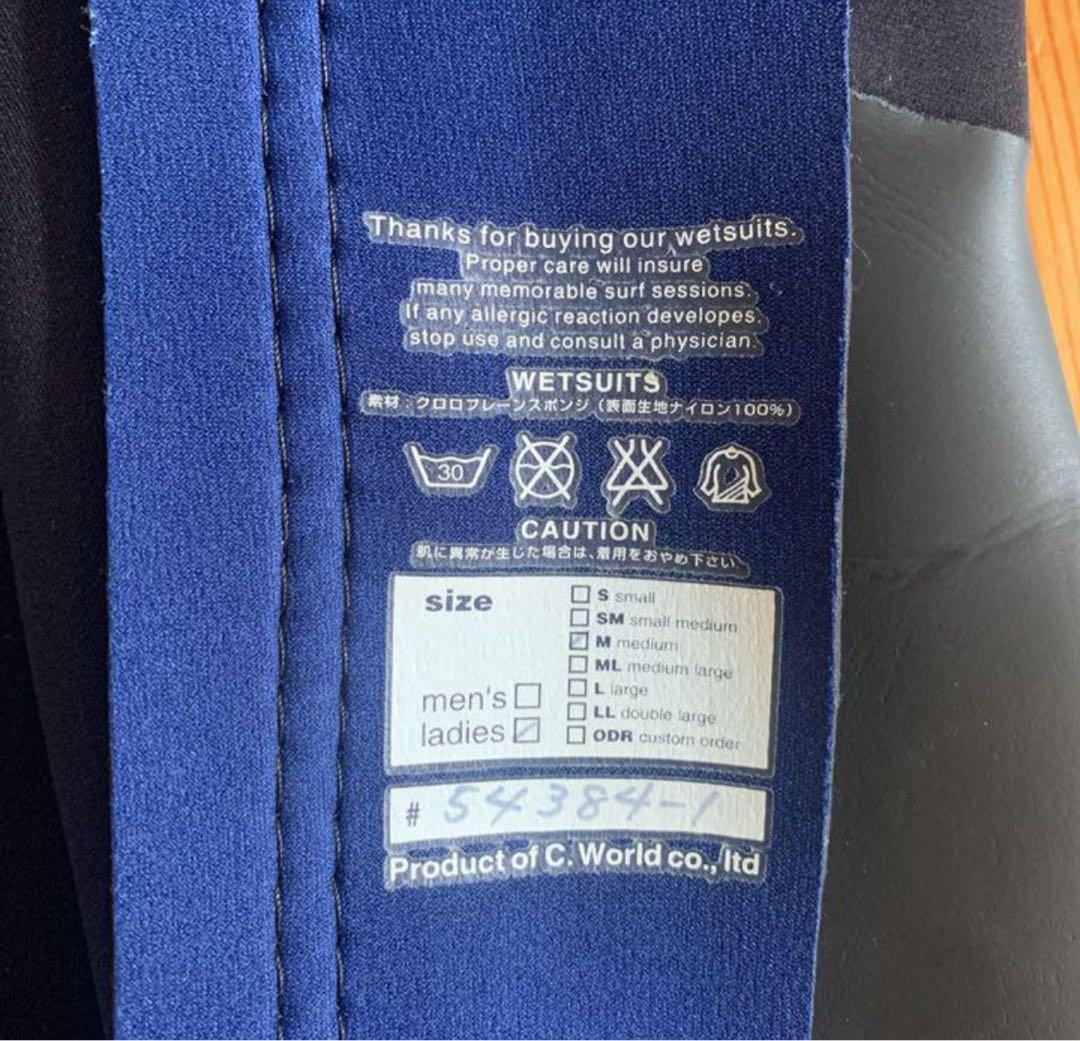 Thanks for buying our wetsuits.
Proper care will insure
many memorable surf sessions.
If any allergic reaction developes.
stop use and consult a physician.
WETSUITS
素材：クロロフレーンスポンジ（表面生地ナイロン100%）
30
CAUTION
肌に異常が生じた場合は、着用をおやめ下さい。
size
S small
SM small medium
M medium
ML medium large
L large
LL double large
ODR custom order
men's
ladies
# 54384-1
Product of C. World co., ltd